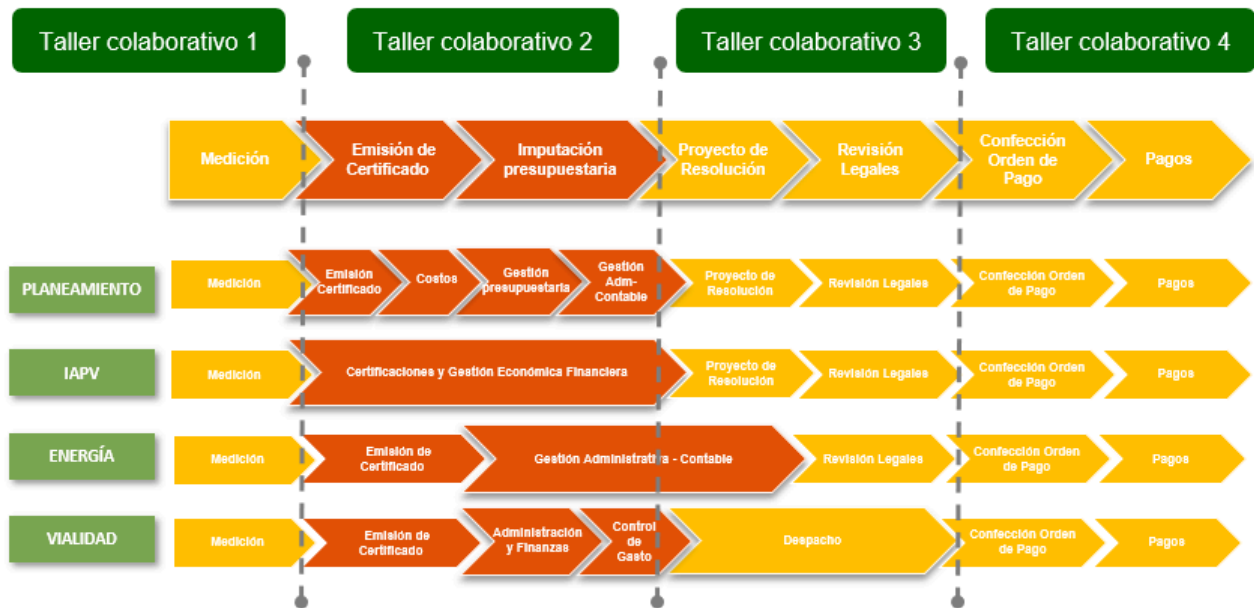 Taller colaborativo 1
Taller colaborativo 2
Taller colaborativo 3
Taller colaborativo 4
Medición
Emisión de
Certificado
Imputación
presupuestaria
Proyecto de
Resolución
Revisión
Legales
Confección
Orden de
Pago
Pagos
PLANEAMIENTO
Medición
Emisión
Certificado
Costos
Gestión
presupuestaria
Gestión
Adm-
Contable
Proyecto de
Resolución
Revisión Legales
Confección Orden
de Pago
Pagos
IAPV
Medición
Certificaciones y Gestión Económica Financiera
Proyecto de
Resolución
Revisión Legales
Confección Orden
de Pago
Pagos
ENERGÍA
Medición
Emisión de
Certificado
Gestión Administrativa - Contable
Revisión Legales
Confección Orden
de Pago
Pagos
VIALIDAD
Medición
Emisión de
Certificado
Administración
y Finanzas
Control
de
Gasto
Despacho
Confección Orden
de Pago
Pagos